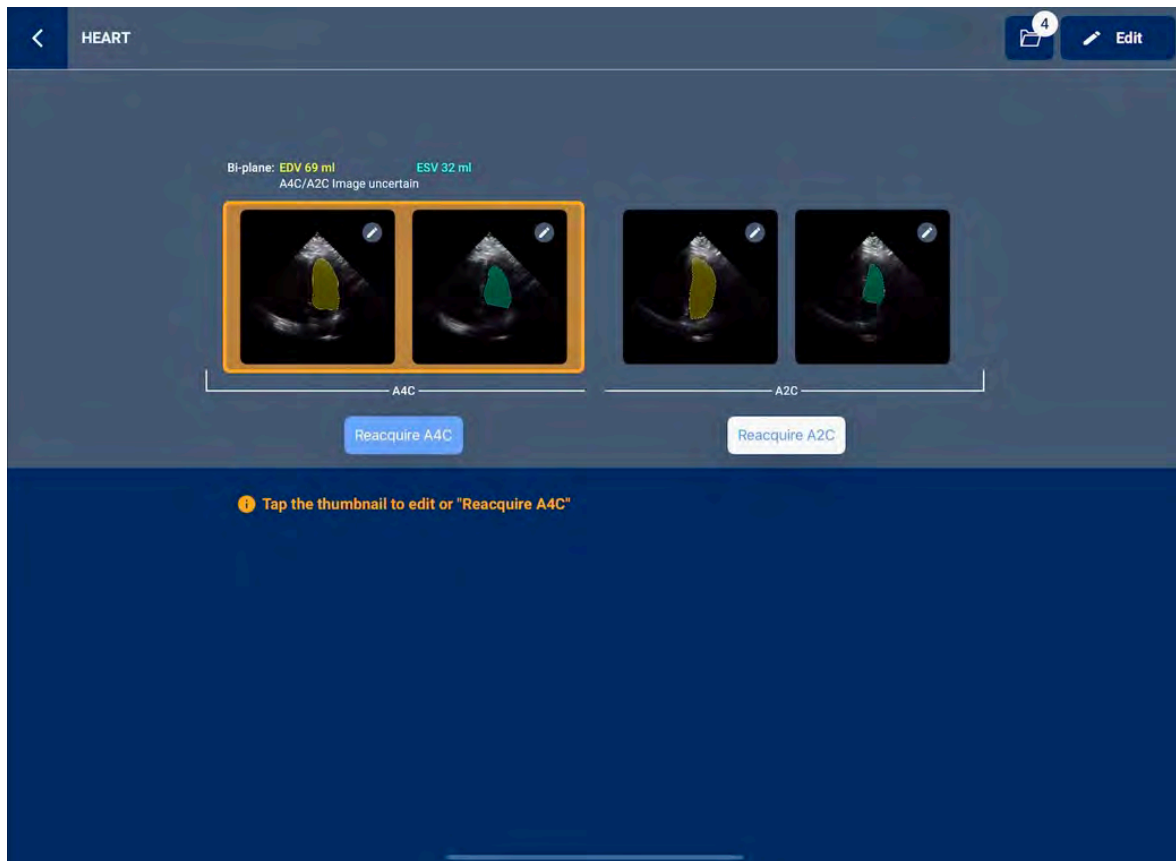 HEART
4
Edit
Bi-plane: EDV 69 ml ESV 32 ml
A4C/A2C Image uncertain
A4C
A2C
Reacquire A4C
Reacquire A2C
Tap the thumbnail to edit or "Reacquire A4C"